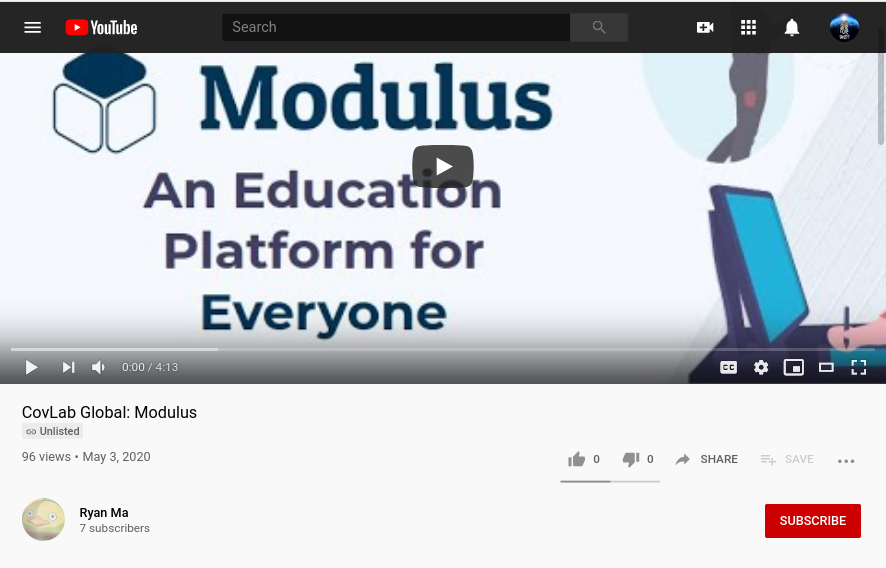 YouTube
Search
Modulus
An Education
Platform for
Everyone
0:00 / 4:13
CC
CovLab Global: Modulus
Unlisted
96 views • May 3, 2020
0 0 SHARE SAVE
Ryan Ma
7 subscribers
SUBSCRIBE